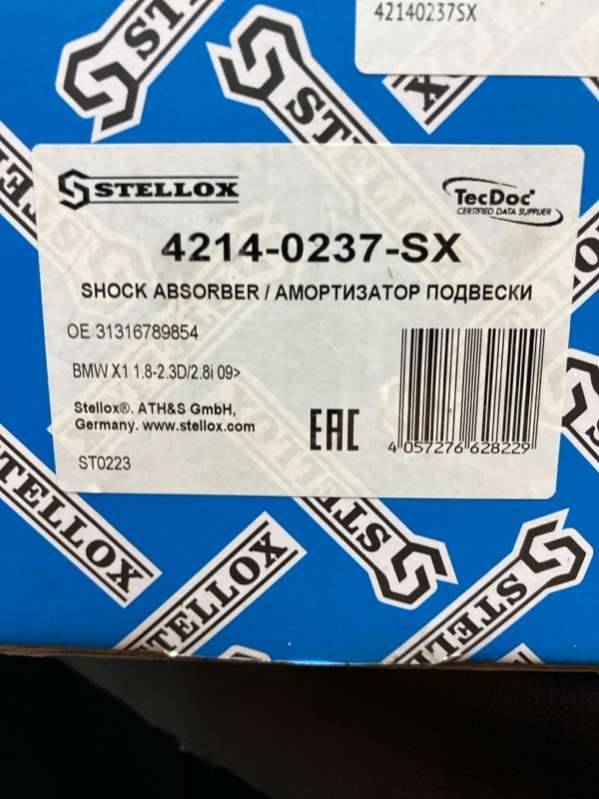 42140237SX
STELLOX
STELLOX
STELLOX
TecDoc
CERTIFIED DATA SUPPLIER
4214-0237-SX
SHOCK ABSORBER / АМОРТИЗАТОР ПОДВЕСКИ
OE 31316789854
BMW X1 1.8-2.3D/2.8i 09>
Stellox®. ATH&S GmbH,
Germany. www.stellox.com
EAC
4 057276 628229
ST0223
STELLOX
STELLOX
STELLOX